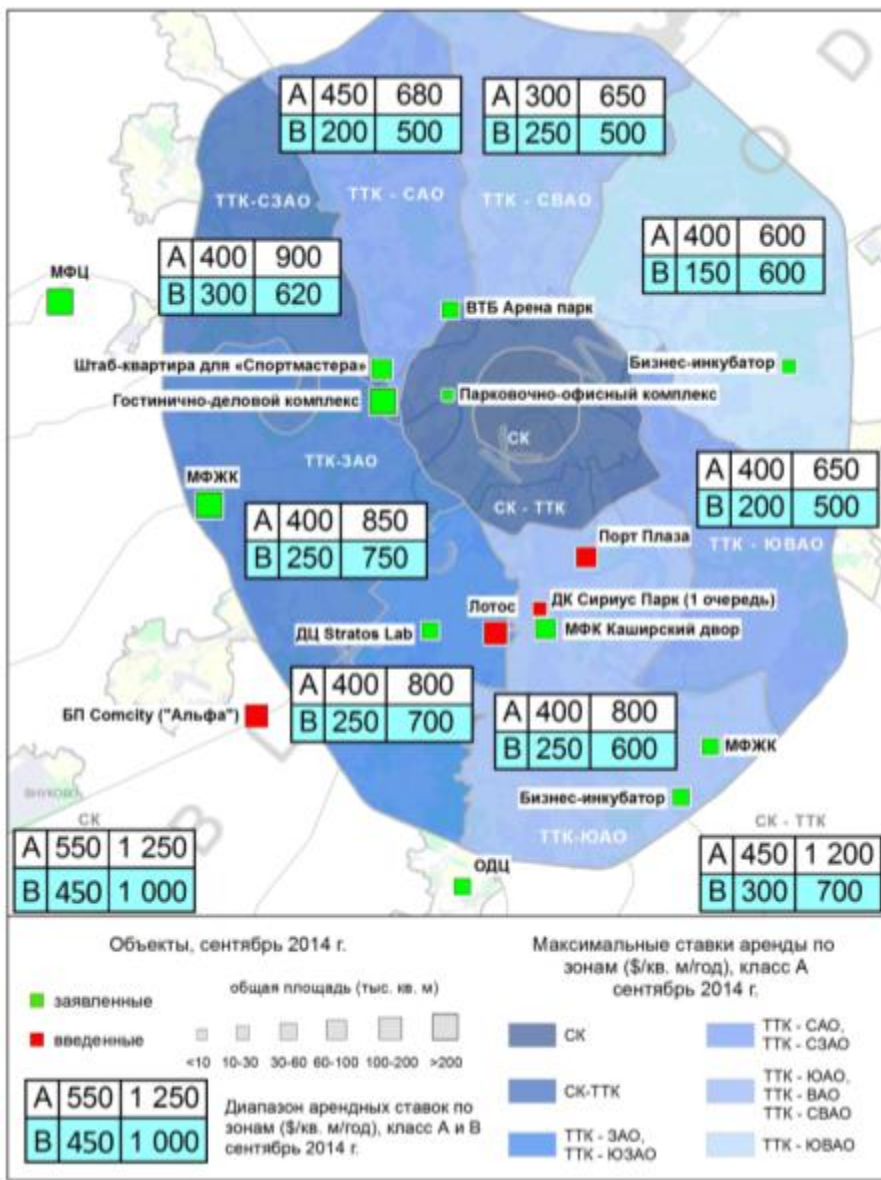 A 450 680
B 200 500
A 300 650
B 250 500
ТТК-СЗАО
ТТК - САО
ТТК - СВАО
A 400 600
B 150 600
A 400 900
B 300 620
МФЦ
ВТБ Арена парк
Штаб-квартира для «Спортмастера»
Бизнес-инкубатор
Гостинично-деловой комплекс
Парковочно-офисный комплекс
СК
ТТК-ЗАО
A 400 650
B 200 500
МФЖК
СК - ТТК
A 400 850
B 250 750
Порт Плаза
ТТК - ЮВАО
ДК Сириус Парк (1 очередь)
Лотос
ДЦ Stratos Lab
МФК Каширский двор
A 400 800
B 250 700
A 400 800
B 250 600
БП Comcity ("Альфа")
МФЖК
Бизнес-инкубатор
ВНУКОВО
СК
A 550 1 250
B 450 1 000
ТТК-ЮАО
СК - ТТК
A 450 1 200
B 300 700
ОДЦ
Объекты, сентябрь 2014 г.
заявленные
введенные
общая площадь (тыс. кв. м)
<10 10-30 30-60 60-100 100-200 >200
A 550 1 250
B 450 1 000
Диапазон арендных ставок по
зонам ($/кв. м/год), класс А и В
сентябрь 2014 г.
Максимальные ставки аренды по
зонам ($/кв. м/год), класс А
сентябрь 2014 г.
СК
СК-ТТК
ТТК - ЗАО,
ТТК - ЮЗАО
ТТК - САО,
ТТК - СЗАО
ТТК - ЮАО,
ТТК - ВАО
ТТК - СВАО
ТТК - ЮВАО